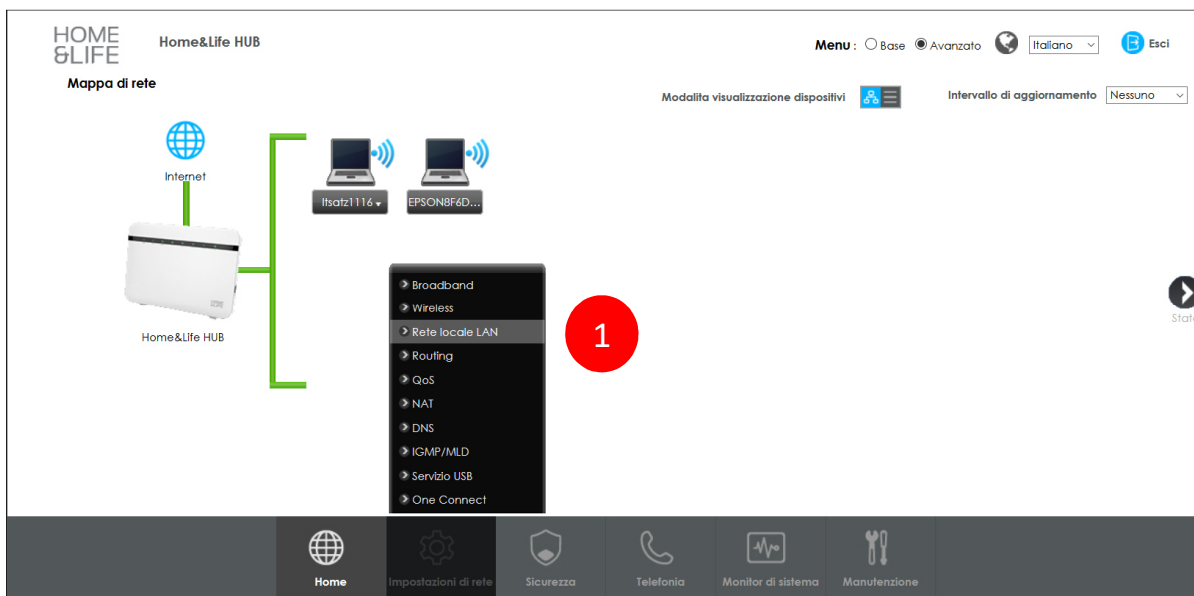 HOME
&LIFE
Home&Life HUB
Menu : Base Avanzato Italiano Esci
Mappa di rete
Modalita visualizzazione dispositivi
Intervallo di aggiornamento Nessuno
Internet
ltsatz1116
EPSON8F6D...
Home&Life HUB
Broadband
Wireless
Rete locale LAN
Routing
QoS
NAT
DNS
IGMP/MLD
Servizio USB
One Connect
1
Home
Impostazioni di rete
Sicurezza
Telefonia
Monitor di sistema
Manutenzione